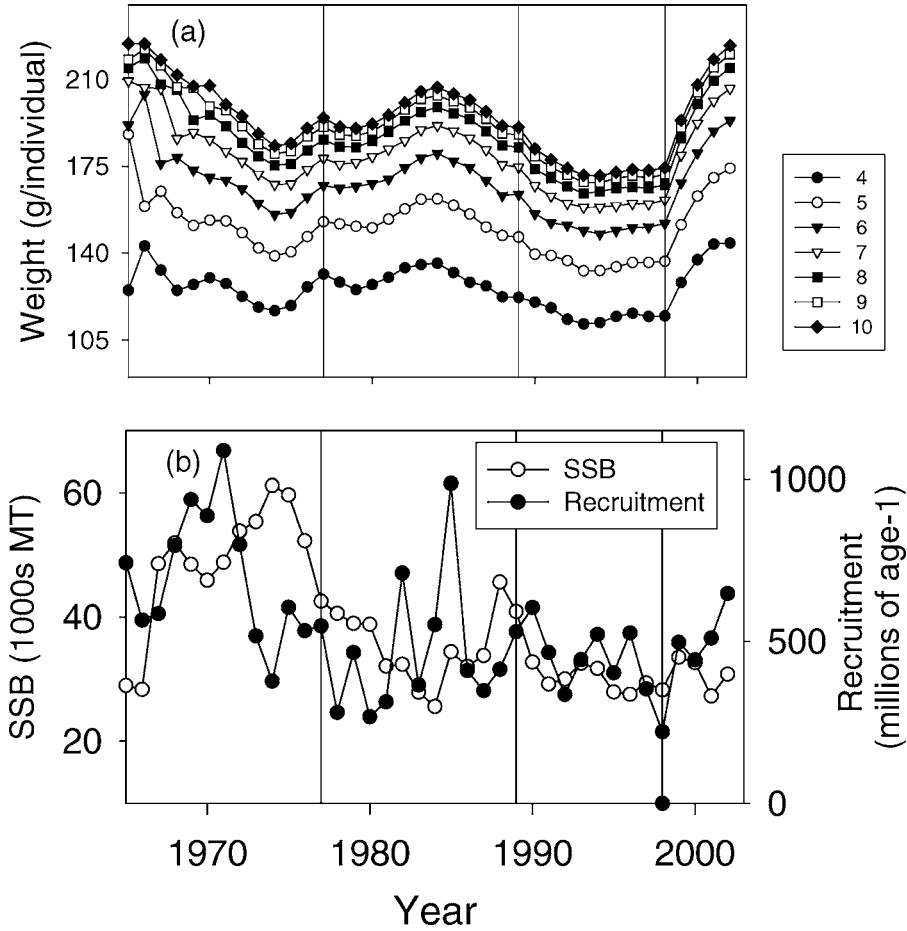 (a)
Weight (g/individual)
210
175
140
105
4
5
6
7
8
9
10
(b)
SSB (1000s MT)
60
40
20
SSB
Recruitment
1000
500
0
Recruitment
(millions of age-1)
1970
1980
1990
2000
Year